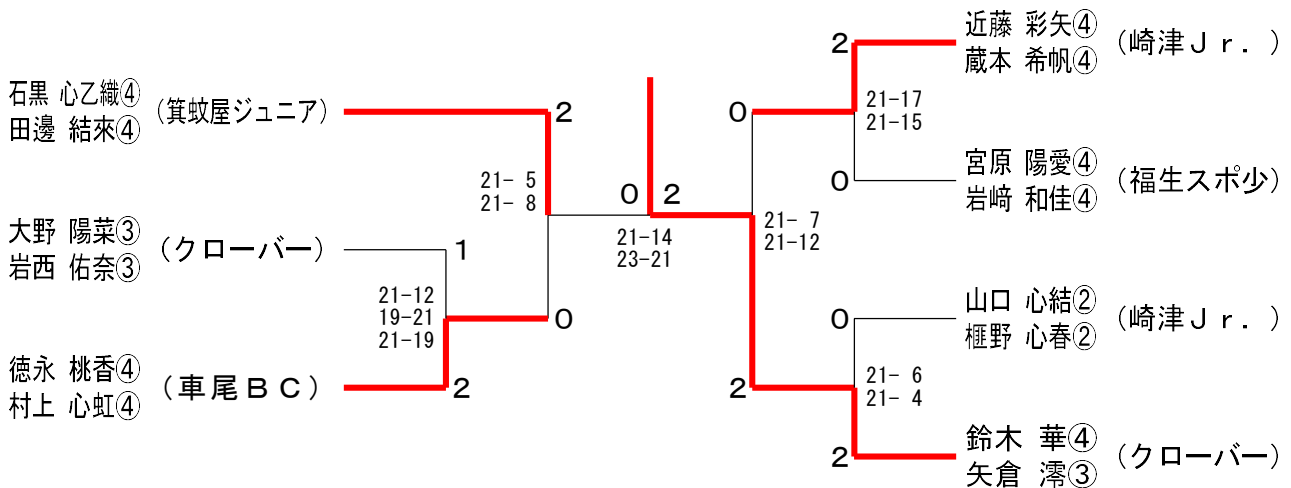 石黒 心乙織④
田邊 結來④
(箕蚊屋ジュニア)
2
21- 5
21- 8
大野 陽菜③
岩西 佑奈③
(クローバー)
1
21-12
19-21
21-19
0
徳永 桃香④
村上 心虹④
(車尾BC)
2
0 2
21-14
23-21
近藤 彩矢④
蔵本 希帆④
(崎津Jr.)
2
0
21-17
21-15
宮原 陽愛④
岩﨑 和佳④
(福生スポ少)
0
21- 7
21-12
山口 心結②
榧野 心春②
(崎津Jr.)
0
2
21- 6
21- 4
鈴木 華④
矢倉 澪③
(クローバー)
2